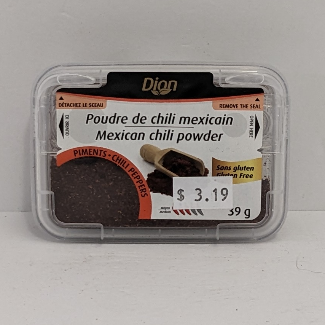 Dion
DÉTACHEZ LE SCEAU
REMOVE THE SEAL
Poudre de chili mexicain
Mexican chili powder
PIMENTS • CHILI PEPPERS
Sans gluten
Gluten Free
$ 3.19
39 g